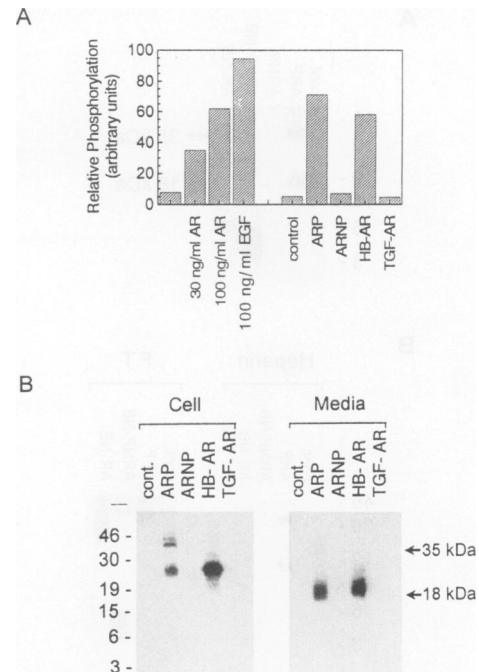 A
Relative Phosphorylation
(arbitrary units)
100
80
60
40
20
0
30 ng/ml AR
100 ng/ml AR
100 ng/ml EGF
control
ARP
ARNP
HB-AR
TGF-AR
B
Cell
Media
cont.
ARP
ARNP
HB- AR
TGF- AR
cont.
ARP
ARNP
HB- AR
TGF- AR
46 -
30 -
19 -
15 -
6 -
3 -
←35 kDa
←18 kDa